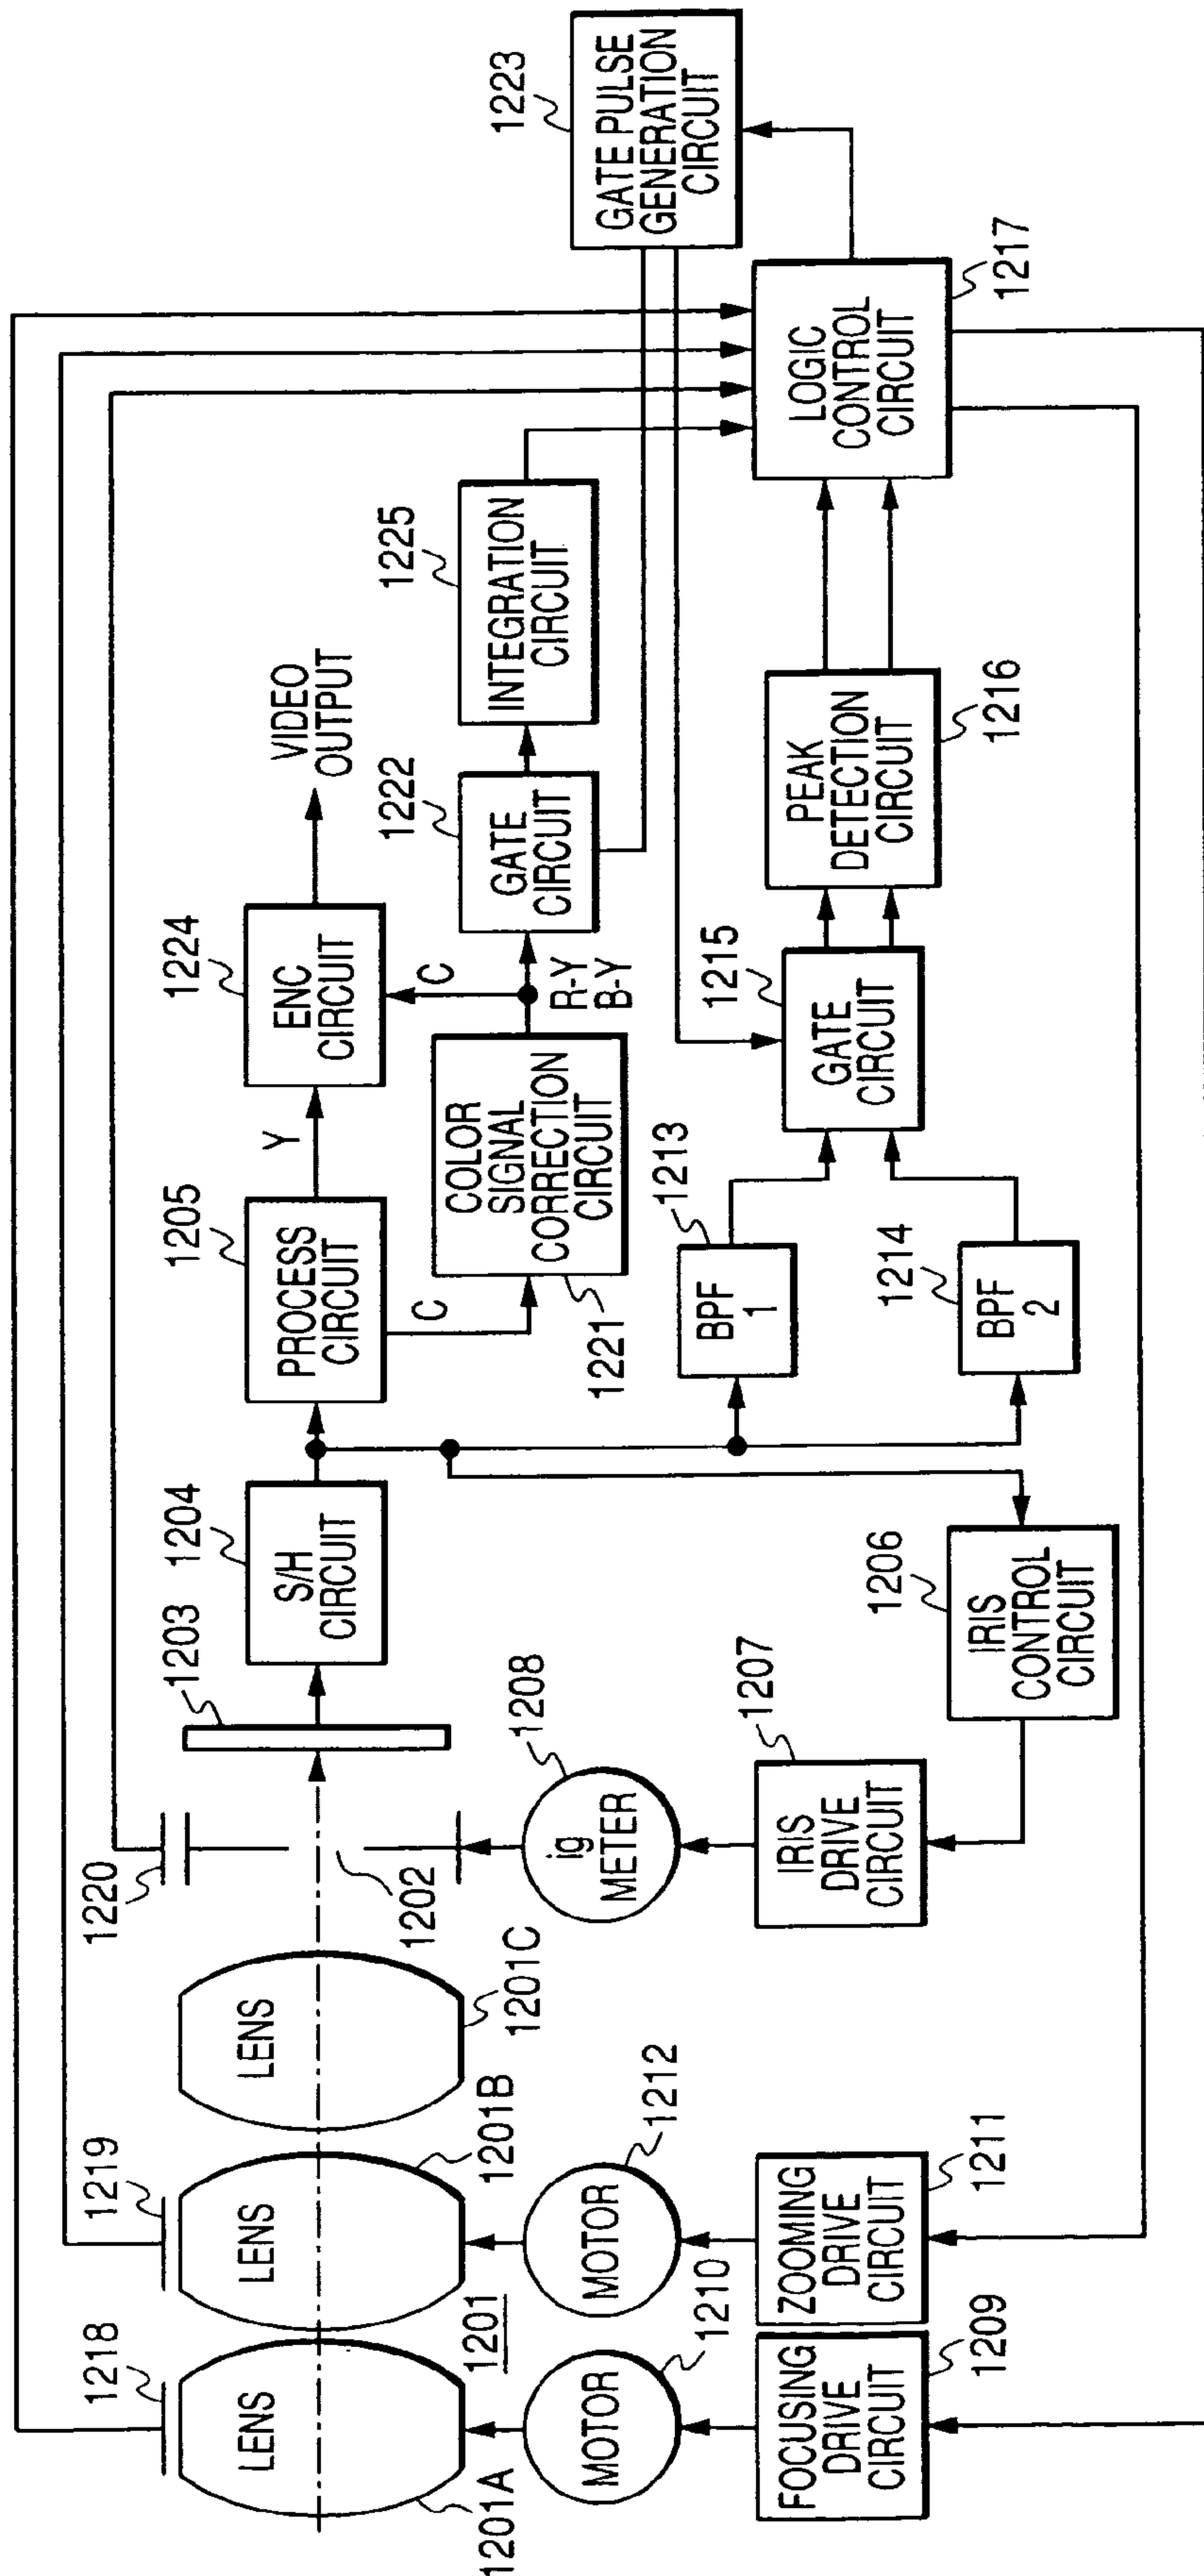 1218
1219
1220
1203
1204
1205
1224
VIDEO
OUTPUT
1225
1223
LENS
LENS
LENS
S/H
CIRCUIT
PROCESS
CIRCUIT
Y
ENC
CIRCUIT
C
C
COLOR
SIGNAL
CORRECTION
CIRCUIT
1221
R-Y
B-Y
1222
GATE
CIRCUIT
INTEGRATION
CIRCUIT
GATE PULSE
GENERATION
CIRCUIT
1201A
1201
1201B
1201C
1202
MOTOR
1210
MOTOR
1212
ig
METER
1208
BPF
1
1213
BPF
2
1214
GATE
CIRCUIT
1215
PEAK
DETECTION
CIRCUIT
1216
LOGIC
CONTROL
CIRCUIT
1217
FOCUSING
DRIVE
CIRCUIT
1209
ZOOMING
DRIVE
CIRCUIT
1211
IRIS
DRIVE
CIRCUIT
1207
IRIS
CONTROL
CIRCUIT
1206